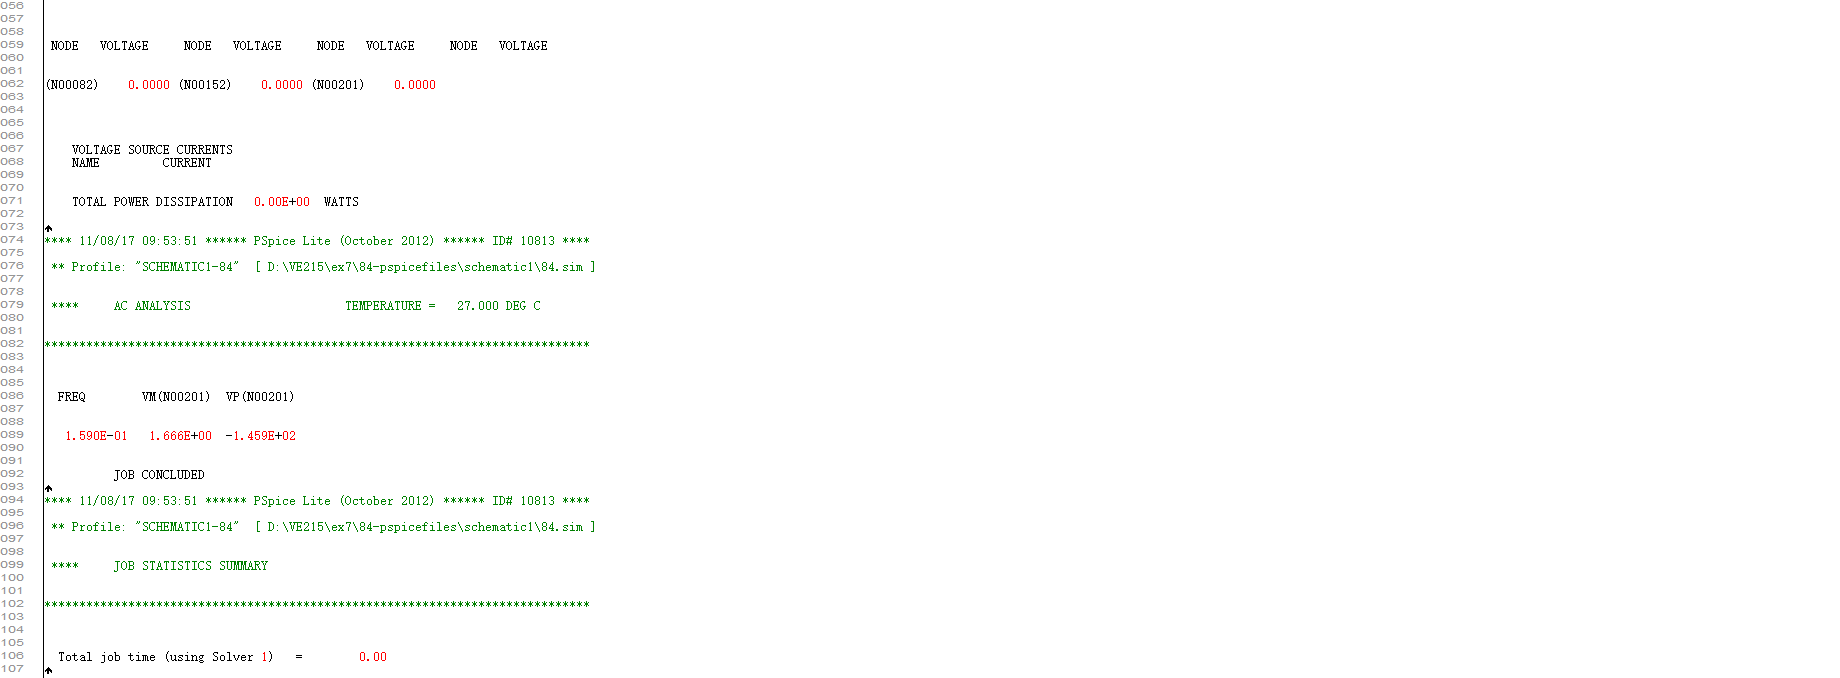 056
057
058
059 NODE VOLTAGE NODE VOLTAGE NODE VOLTAGE NODE VOLTAGE
060
061
062 (N00082) 0.0000 (N00152) 0.0000 (N00201) 0.0000
063
064
065
066
067 VOLTAGE SOURCE CURRENTS
068 NAME CURRENT
069
070
071 TOTAL POWER DISSIPATION 0.00E+00 WATTS
072
073
074 **** 11/08/17 09:53:51 ****** PSpice Lite (October 2012) ****** ID# 10813 ****
075
076 ** Profile: "SCHEMATIC1-84" [ D:\VE215\ex7\84-pspicefiles\schematic1\84.sim ]
077
078
079 **** AC ANALYSIS TEMPERATURE = 27.000 DEG C
080
081
082 ******************************************************************************
083
084
085
086 FREQ VM(N00201) VP(N00201)
087
088
089 1.590E-01 1.666E+00 -1.459E+02
090
091
092 JOB CONCLUDED
093
094 **** 11/08/17 09:53:51 ****** PSpice Lite (October 2012) ****** ID# 10813 ****
095
096 ** Profile: "SCHEMATIC1-84" [ D:\VE215\ex7\84-pspicefiles\schematic1\84.sim ]
097
098
099 **** JOB STATISTICS SUMMARY
100
101
102 ******************************************************************************
103
104
105
106 Total job time (using Solver 1) = 0.00
107